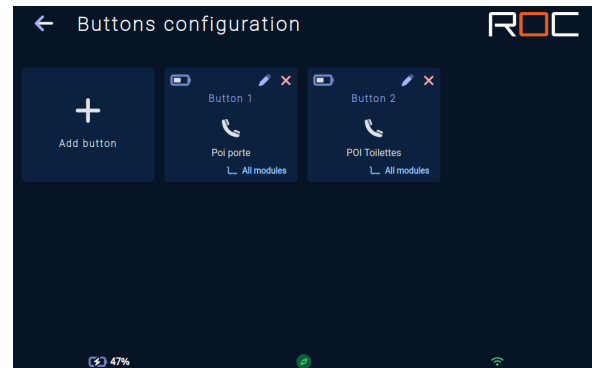 Buttons configuration
ROC
Add button
Button 1
Poi porte
All modules
Button 2
POI Toilettes
All modules
47%